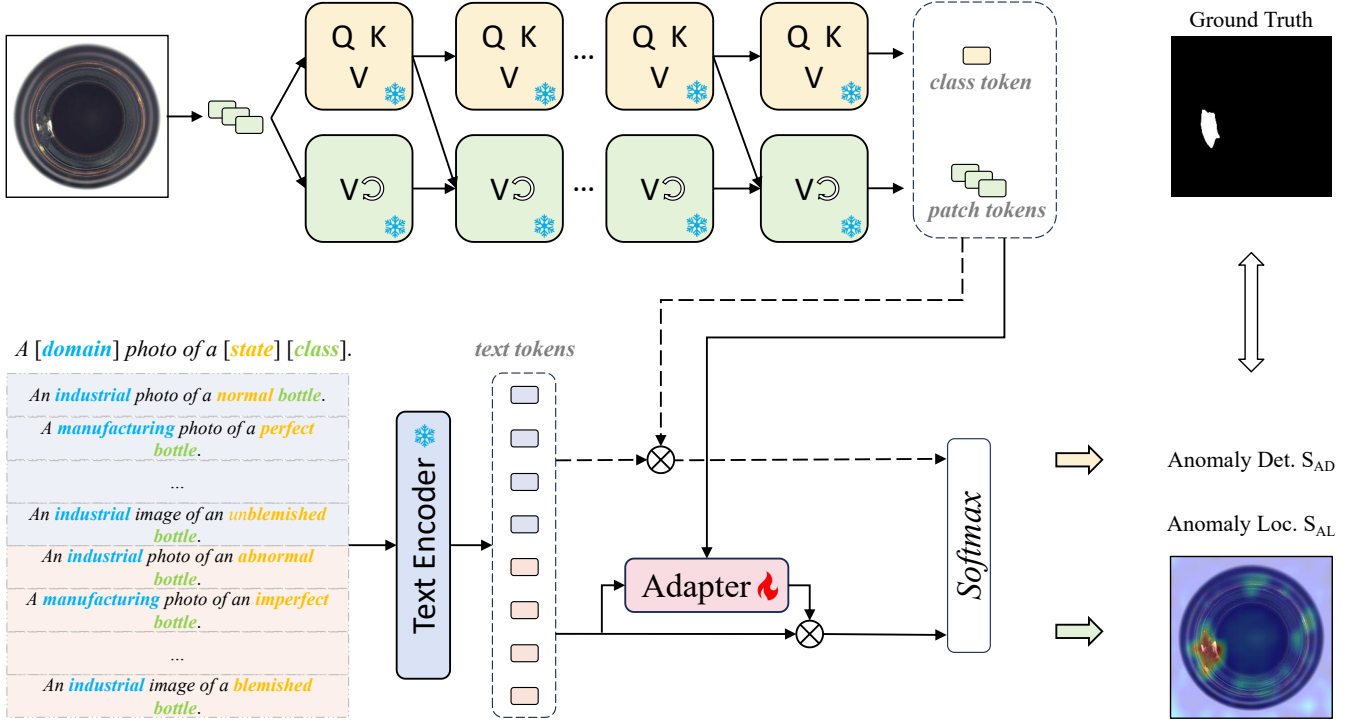 Q K
V
Q K
V
...
Q K
V
Q K
V
V
V
...
V
V
class token
patch tokens
Ground Truth
A [domain] photo of a [state] [class].
An industrial photo of a normal bottle.
A manufacturing photo of a perfect
bottle.
...
An industrial image of an unblemished
bottle.
An industrial photo of an abnormal
bottle.
A manufacturing photo of an imperfect
bottle.
...
An industrial image of a blemished
bottle.
Text Encoder
text tokens
Adapter
Softmax
Anomaly Det. S_AD
Anomaly Loc. S_AL